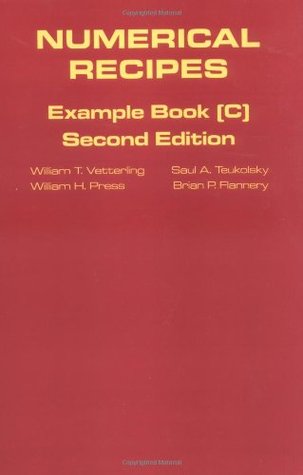 NUMERICAL
RECIPES
Example Book [C]
Second Edition
William T. Vetterling Saul A. Teukolsky
William H. Press Brian P. Flannery